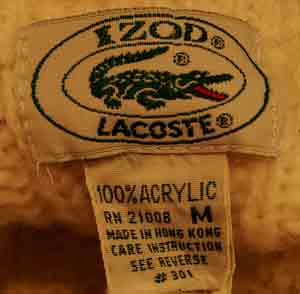 IZOD®
LACOSTE®
100% ACRYLIC
RN 21008 M
MADE IN HONG KONG
CARE INSTRUCTION
SEE REVERSE
# 301